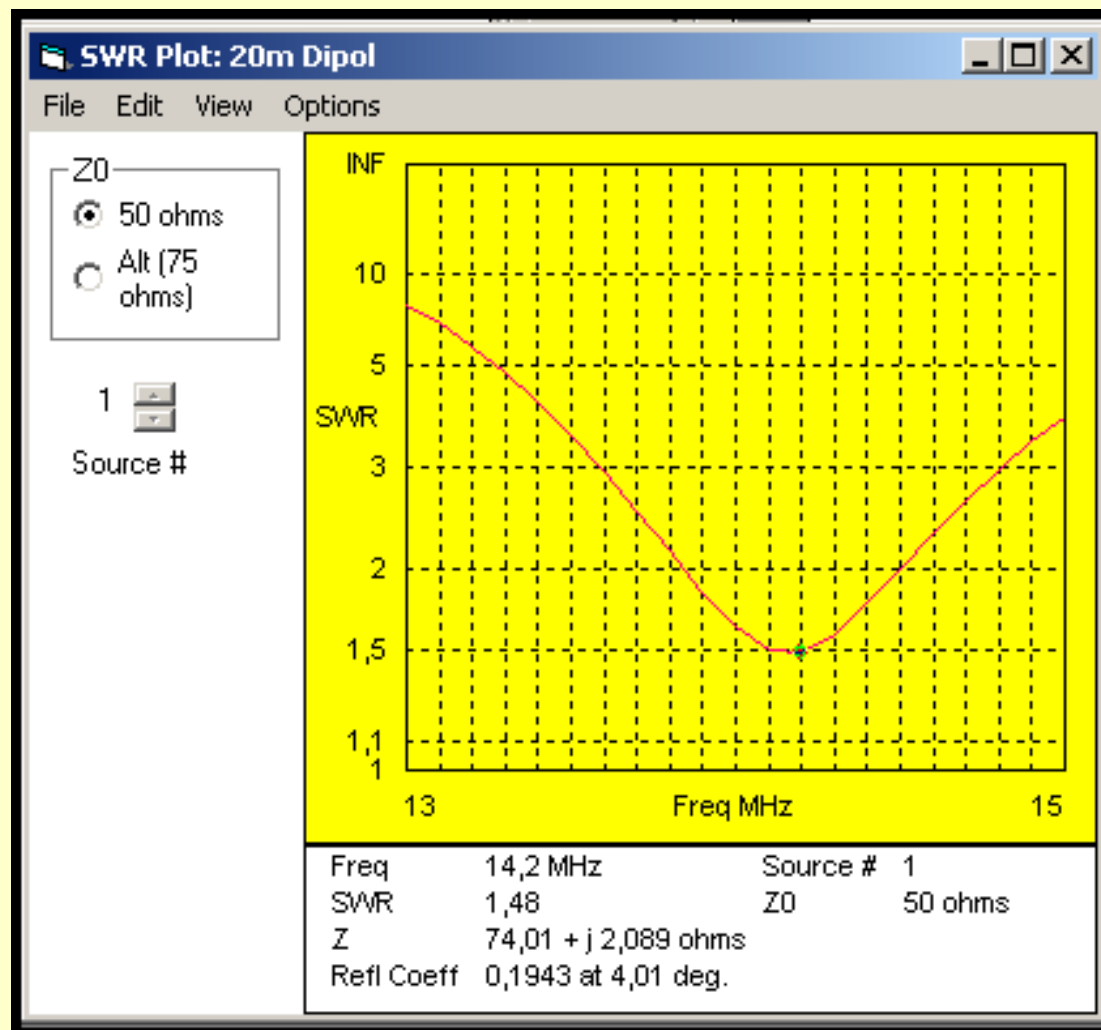 SWR Plot: 20m Dipol
File Edit View Options
Z0
50 ohms
Alt (75
ohms)
1
Source #
INF
10
5
SWR
3
2
1,5
1,1
1
13 Freq MHz 15
Freq 14,2 MHz Source # 1
SWR 1,48 Z0 50 ohms
Z 74,01 + j 2,089 ohms
Refl Coeff 0,1943 at 4,01 deg.